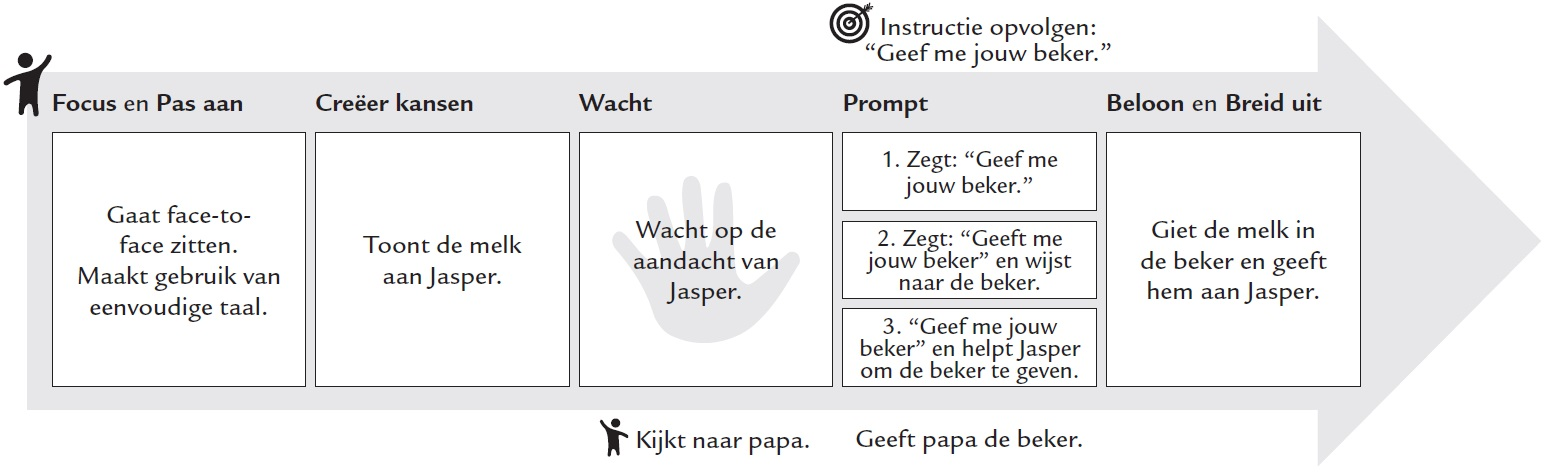 Instructie opvolgen:
“Geef me jouw beker.”
Focus en Pas aan
Gaat face-to-
face zitten.
Maakt gebruik van
eenvoudige taal.
Creëer kansen
Toont de melk
aan Jasper.
Wacht
Wacht op de
aandacht van
Jasper.
Prompt
1. Zegt: “Geef me
jouw beker.”
2. Zegt: “Geeft me
jouw beker” en wijst
naar de beker.
3. “Geef me jouw
beker” en helpt Jasper
om de beker te geven.
Beloon en Breid uit
Giet de melk in
de beker en geeft
hem aan Jasper.
Kijkt naar papa.
Geeft papa de beker.